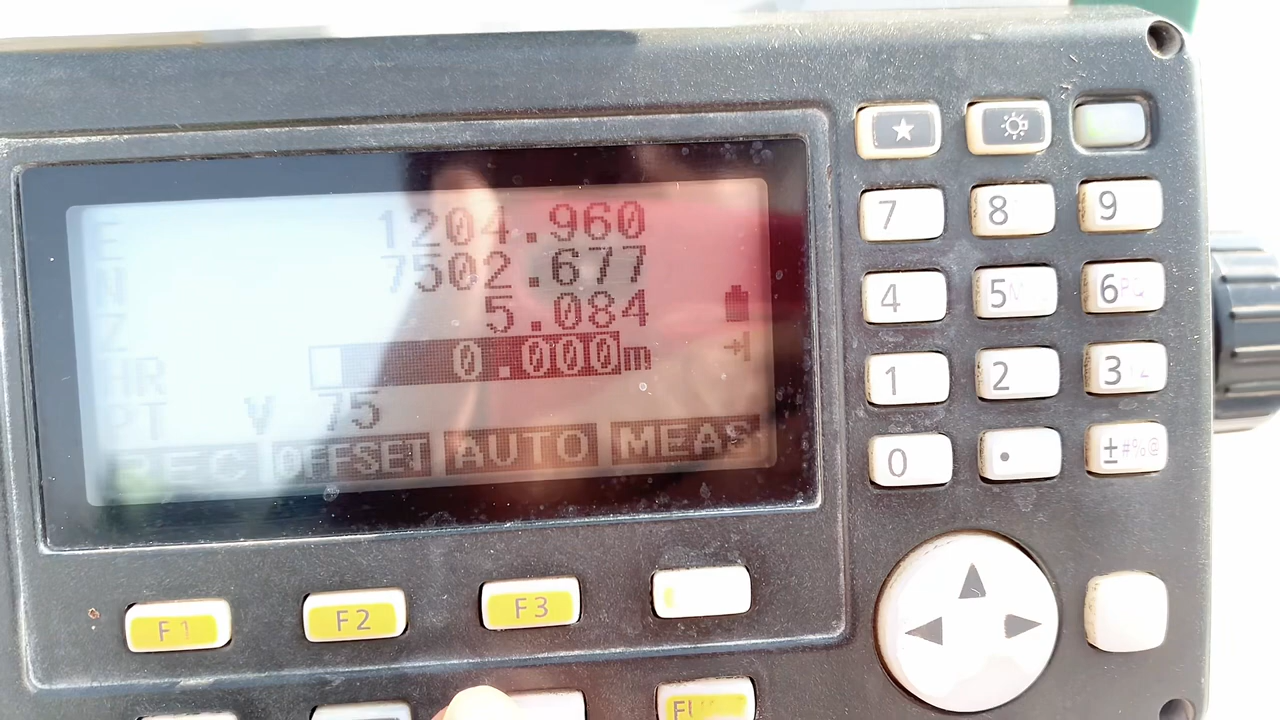 E 1204.960
N 7502.677
Z 5.084
HR 0.000m
PT V 75
REC OFFSET AUTO MEAS
7 8 9
4 5 6
1 2 3
0 . ±#%@
F1 F2 F3